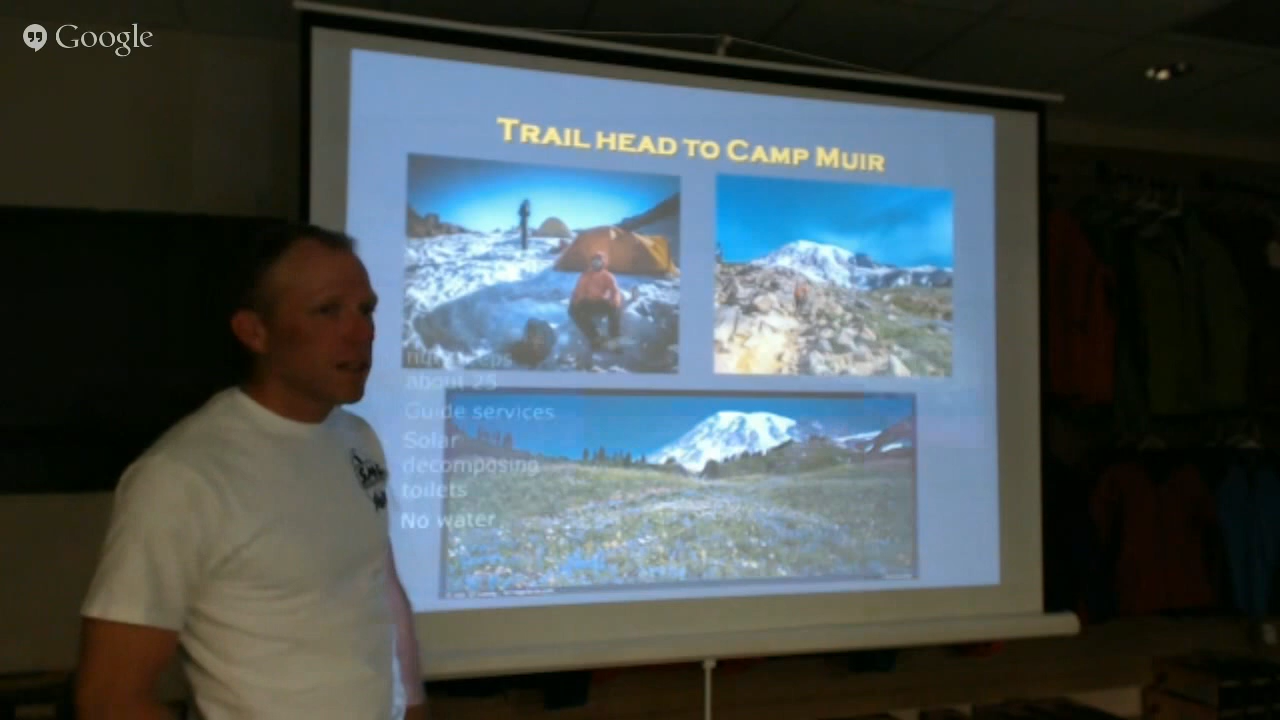 Google
TRAIL HEAD TO CAMP MUIR
about 25
Guide services
Solar
decomposing
toilets
No water